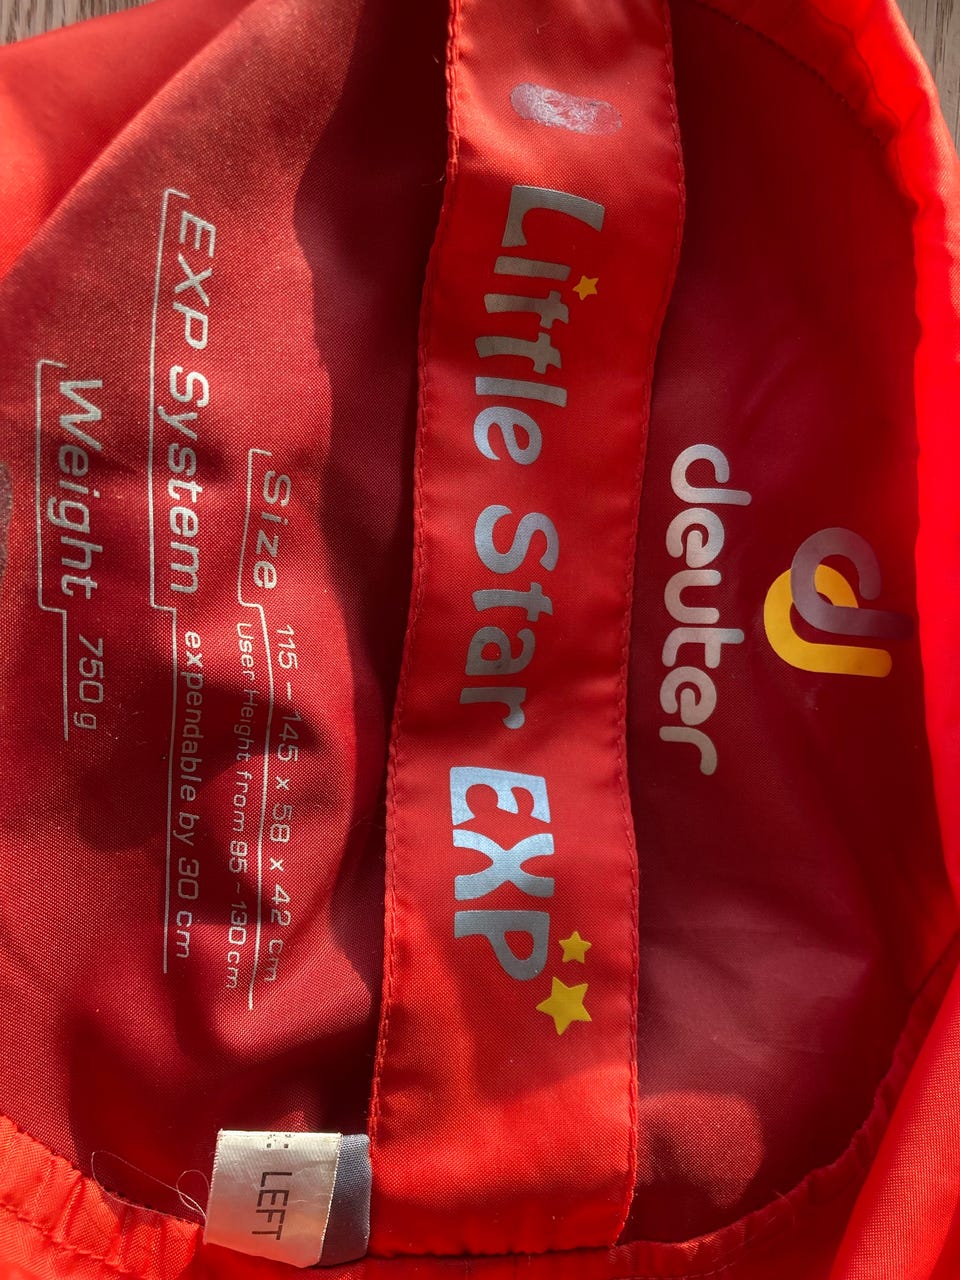 deuter
Little Star EXP
Size 115 - 145 x 58 x 42 cm
User Height from 95 - 130 cm
EXP System expendable by 30 cm
Weight 750 g
LEFT